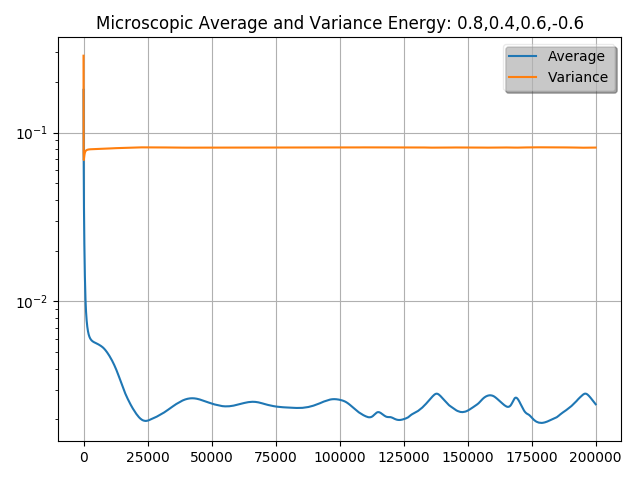 Microscopic Average and Variance Energy: 0.8,0.4,0.6,-0.6
Average
Variance
10⁻¹
10⁻²
0 25000 50000 75000 100000 125000 150000 175000 200000